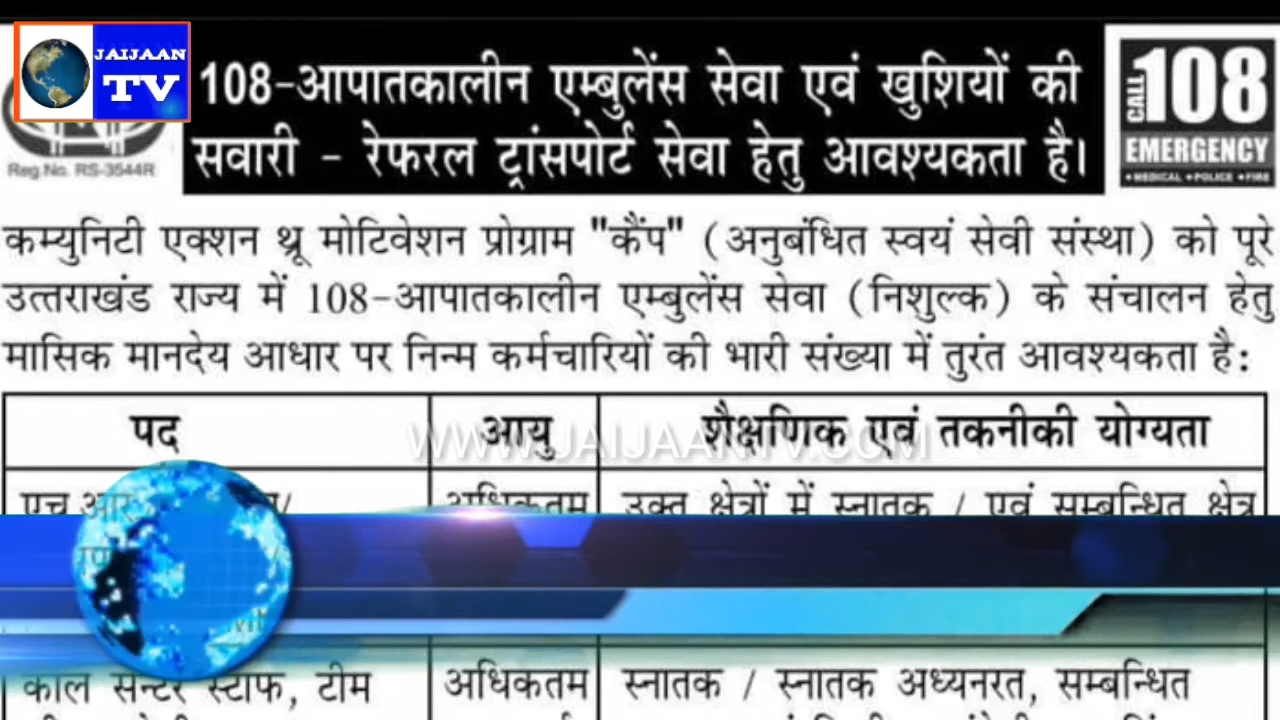 JAIJAAN
TV
Reg.No. RS-3544R
108-आपातकालीन एम्बुलेंस सेवा एवं खुशियों की
सवारी - रेफरल ट्रांसपोर्ट सेवा हेतु आवश्यकता है।
CALL 108
EMERGENCY
MEDICAL POLICE FIRE
कम्युनिटी एक्शन थ्रू मोटिवेशन प्रोग्राम "कैंप" (अनुबंधित स्वयं सेवी संस्था) को पूरे
उत्तराखंड राज्य में 108-आपातकालीन एम्बुलेंस सेवा (निशुल्क) के संचालन हेतु
मासिक मानदेय आधार पर निन्म कर्मचारियों की भारी संख्या में तुरंत आवश्यकता है:
पद आयु शैक्षणिक एवं तकनीकी योग्यता
WWW.JAIJAANTV.COM
एच.आर. अधिकतम उक्त क्षेत्रों में स्नातक / एवं सम्बन्धित क्षेत्र
काल सेन्टर स्टाफ, टीम अधिकतम स्नातक / स्नातक अध्यनरत, सम्बन्धित